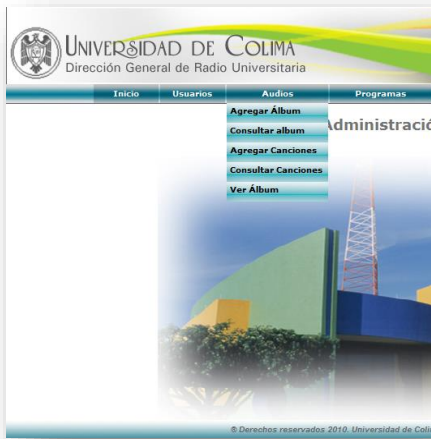 UNIVERSIDAD DE COLIMA
Dirección General de Radio Universitaria
Inicio Usuarios Audios Programas
Agregar Álbum
Administració
Consultar album
Agregar Canciones
Consultar Canciones
Ver Álbum
® Derechos reservados 2010. Universidad de Coli